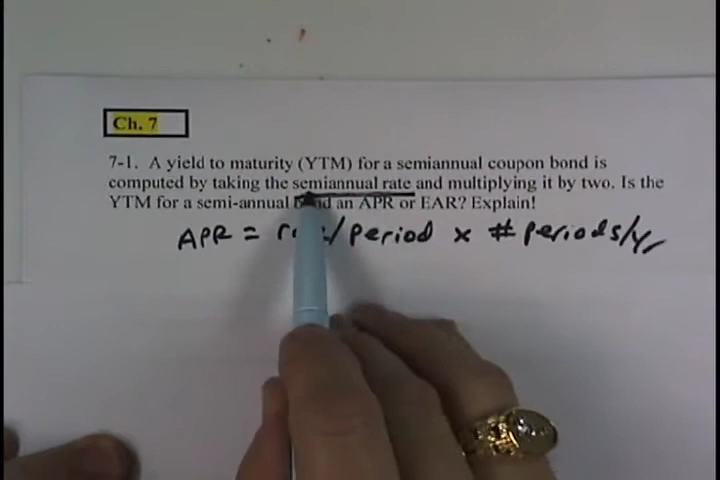 Ch. 7
7-1. A yield to maturity (YTM) for a semiannual coupon bond is
computed by taking the semiannual rate and multiplying it by two. Is the
YTM for a semi-annual an APR or EAR? Explain!
APR = /period x # periods/yr